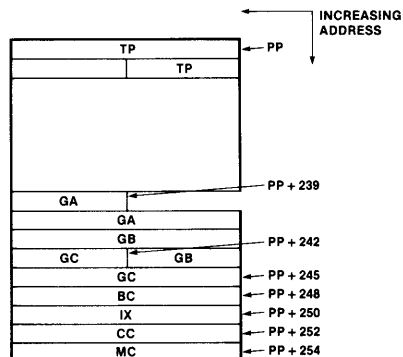 INCREASING
ADDRESS
TP PP
TP
GA PP + 239
GA
GB PP + 242
GC GB
GC PP + 245
BC PP + 248
IX PP + 250
CC PP + 252
MC PP + 254